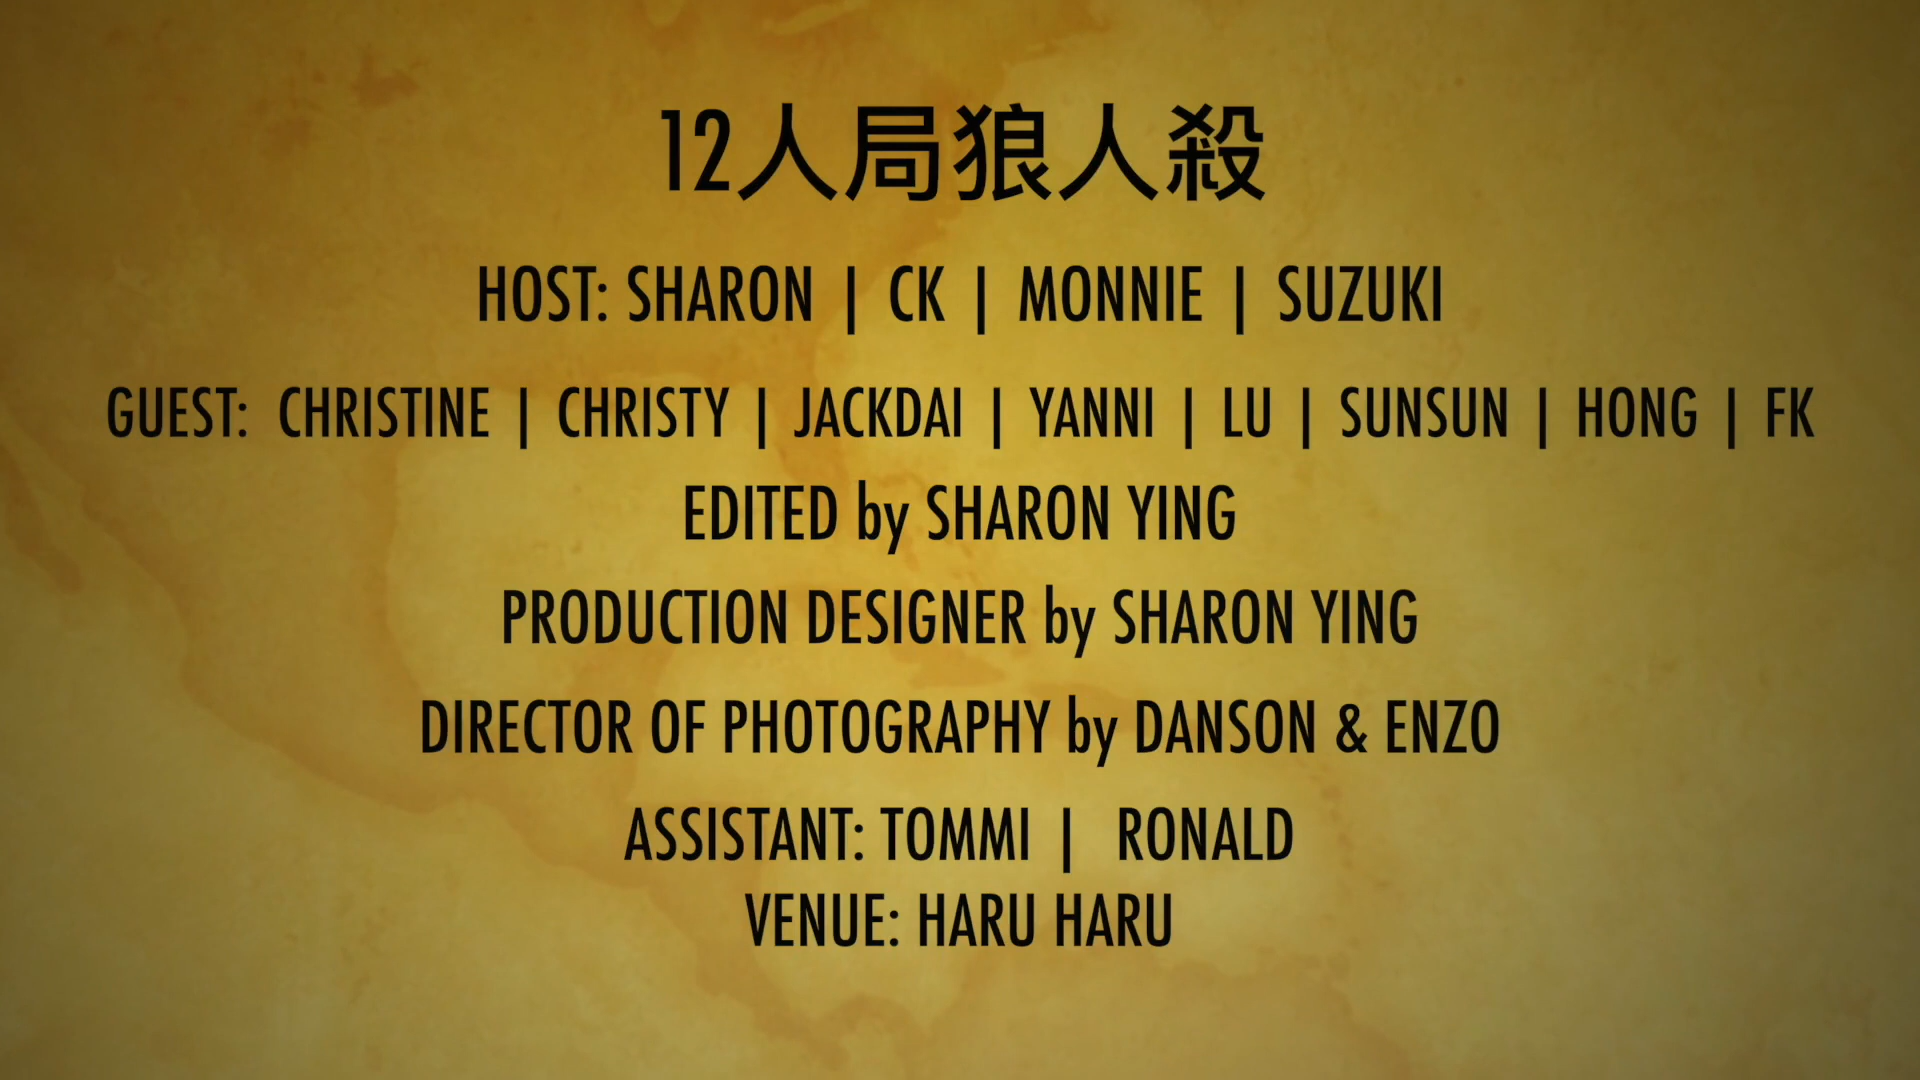 12人局狼人殺
HOST: SHARON | CK | MONNIE | SUZUKI
GUEST: CHRISTINE | CHRISTY | JACKDAI | YANNI | LU | SUNSUN | HONG | FK
EDITED by SHARON YING
PRODUCTION DESIGNER by SHARON YING
DIRECTOR OF PHOTOGRAPHY by DANSON & ENZO
ASSISTANT: TOMMI | RONALD
VENUE: HARU HARU